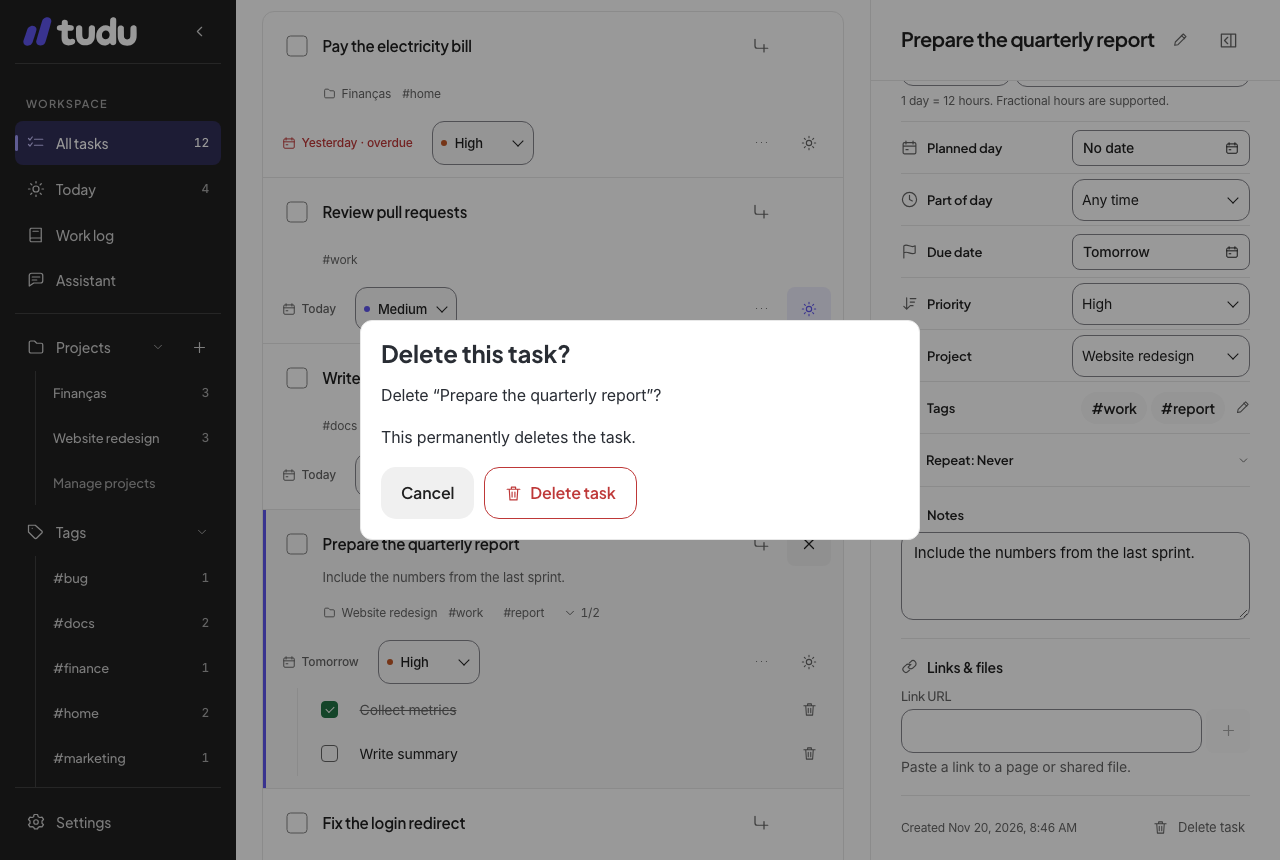 tudu
WORKSPACE
All tasks 12
Today 4
Work log
Assistant
Projects
Finanças 3
Website redesign 3
Manage projects
Tags
#bug 1
#docs 2
#finance 1
#home 2
#marketing 1
Settings
Pay the electricity bill
Finanças #home
Yesterday · overdue High
Review pull requests
#work
Today Medium
Write
#docs
Today
Delete this task?
Delete “Prepare the quarterly report”?
This permanently deletes the task.
Cancel Delete task
Prepare the quarterly report
Include the numbers from the last sprint.
Website redesign #work #report 1/2
Tomorrow High
Collect metrics
Write summary
Fix the login redirect
Prepare the quarterly report
1 day = 12 hours. Fractional hours are supported.
Planned day No date
Part of day Any time
Due date Tomorrow
Priority High
Project Website redesign
Tags #work #report
Repeat: Never
Notes
Include the numbers from the last sprint.
Links & files
Link URL
Paste a link to a page or shared file.
Created Nov 20, 2026, 8:46 AM Delete task